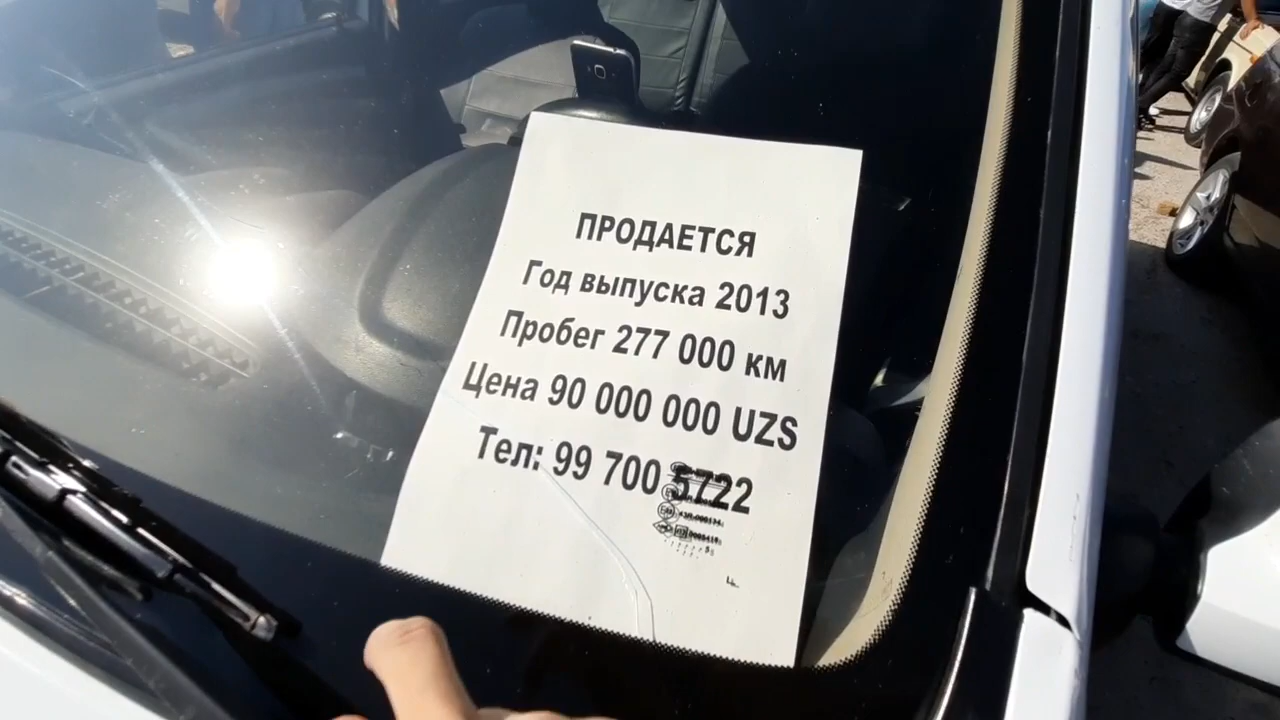 ПРОДАЕТСЯ
Год выпуска 2013
Пробег 277 000 км
Цена 90 000 000 UZS
Тел: 99 700 5722